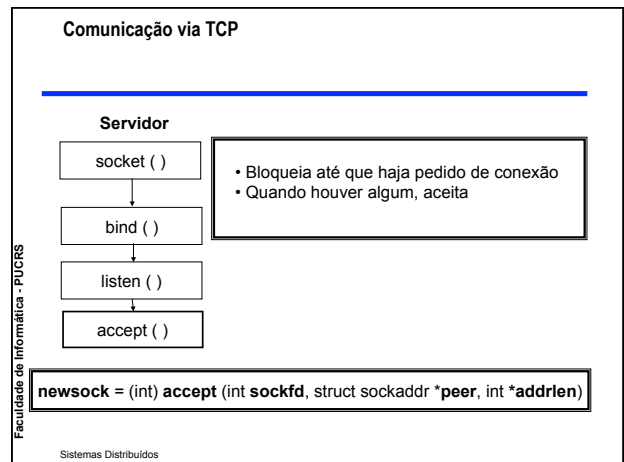 Comunicação via TCP
Servidor
socket ( )
bind ( )
listen ( )
accept ( )
• Bloqueia até que haja pedido de conexão
• Quando houver algum, aceita
newsock = (int) accept (int sockfd, struct sockaddr *peer, int *addrlen)
Faculdade de Informática - PUCRS
Sistemas Distribuídos